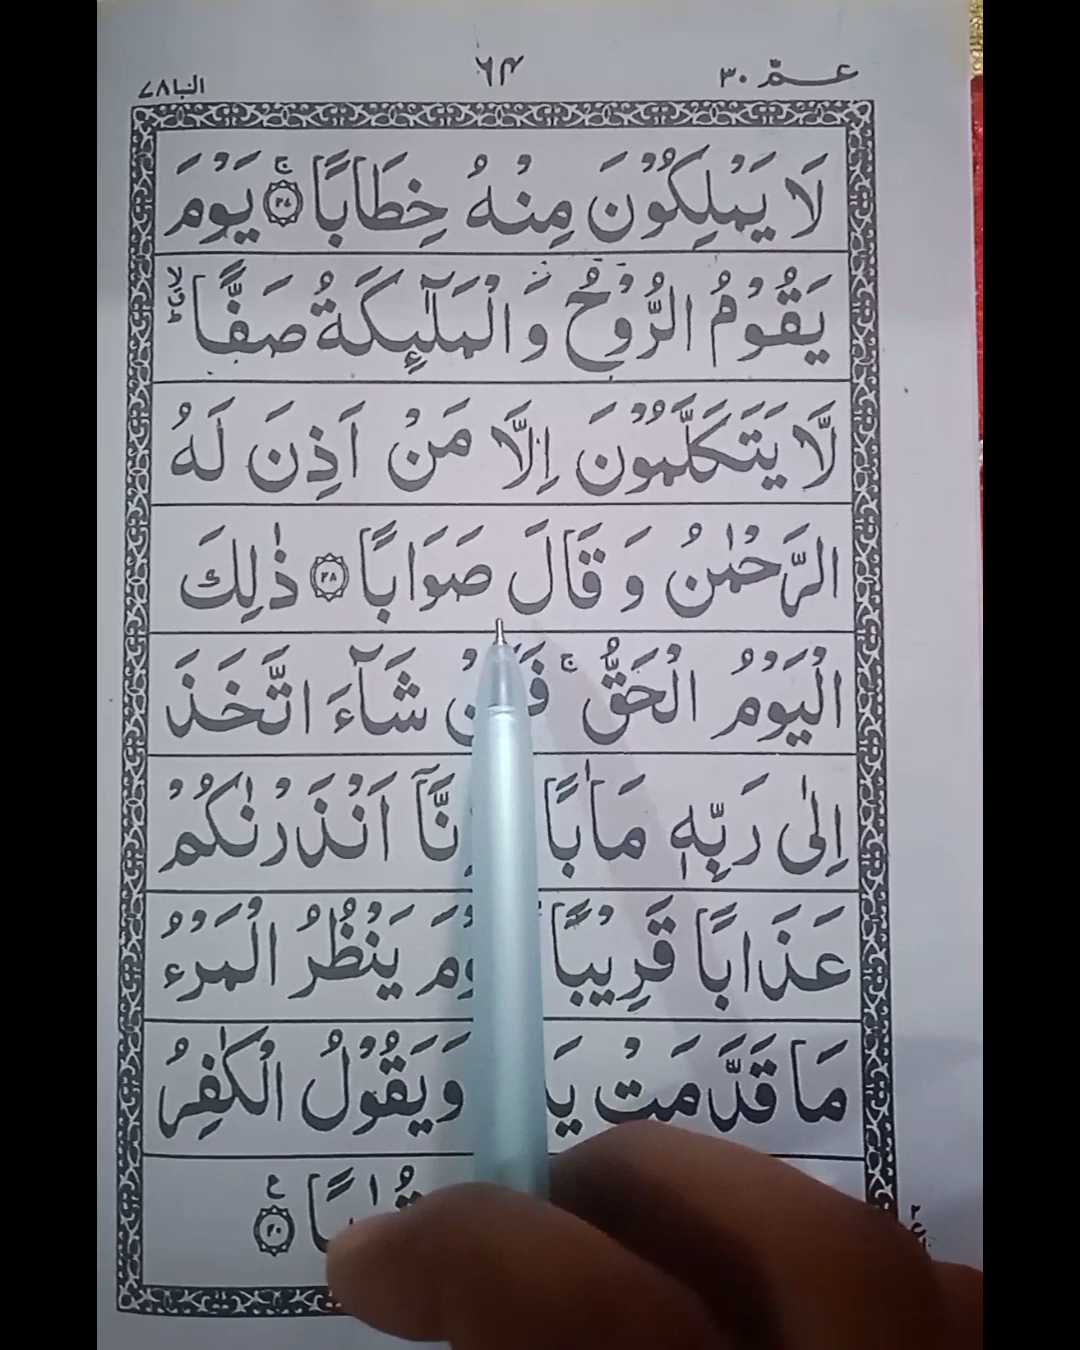 عـمّ ٣٠
٦٤
النبا ٧٨
لَا يَمْلِكُوْنَ مِنْهُ خِطَابًا ۚ ﴿٣٧﴾ يَوْمَ
يَقُوْمُ الرُّوْحُ وَ الْمَلٰٓىِٕكَةُ صَفًّا ؕۙق
لَّا يَتَكَلَّمُوْنَ اِلَّا مَنْ اَذِنَ لَهُ
الرَّحْمٰنُ وَ قَالَ صَوَابًا ﴿٣٨﴾ ذٰلِكَ
الْيَوْمُ الْحَقُّ ۚ شَآءَ اتَّخَذَ
اِلٰى رَبِّهٖ مَاٰبًا اَنْذَرْنٰكُمْ
عَذَابًا قَرِيْبًا يَنْظُرُ الْمَرْءُ
مَا قَدَّمَتْ وَيَقُوْلُ الْكٰفِرُ
﴿٤٠﴾ ع